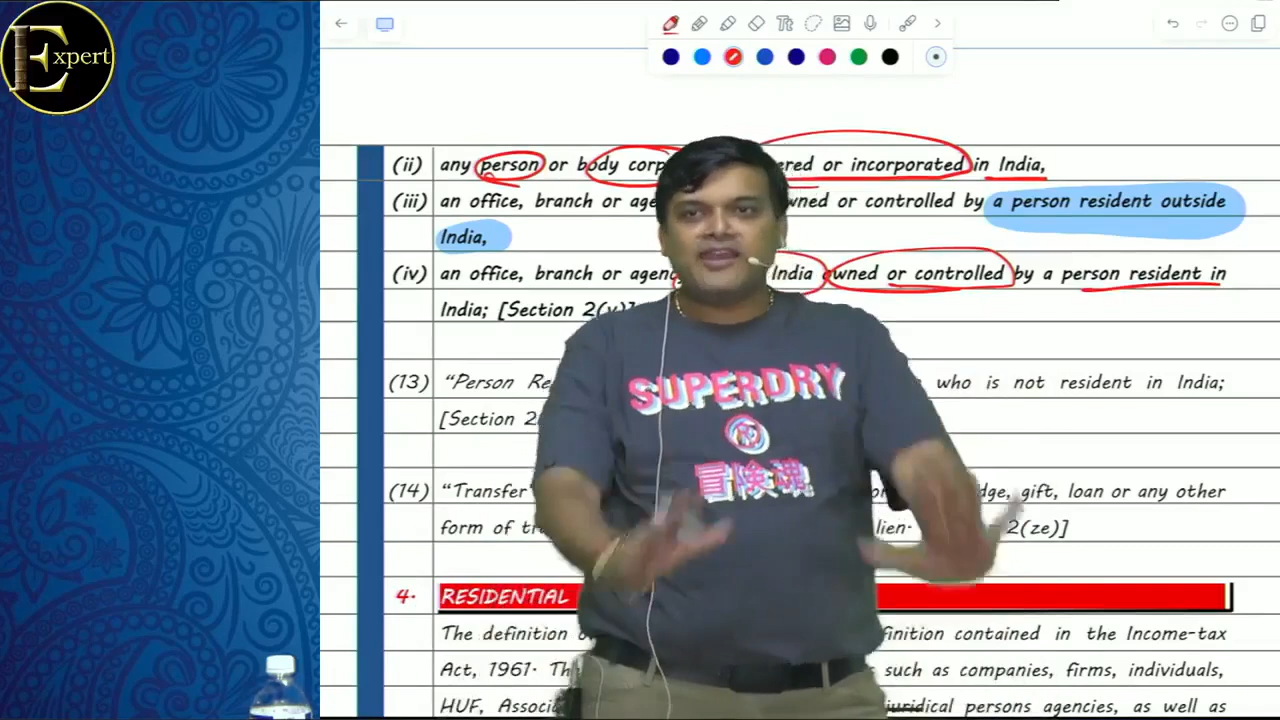 Expert
Tt
(ii) any person or body corp ered or incorporated in India,
(iii) an office, branch or age wned or controlled by a person resident outside
India,
(iv) an office, branch or agen India owned or controlled by a person resident in
India; [Section 2(v)]
(13) “Person Re who is not resident in India;
[Section 2
(14) “Transfer” dge, gift, loan or any other
form of tr lien· 2(ze)]
4· RESIDENTIAL
The definition o finition contained in the Income-tax
Act, 1961· Th such as companies, firms, individuals,
HUF, Associ juridical persons agencies, as well as
SUPERDRY
冒険魂